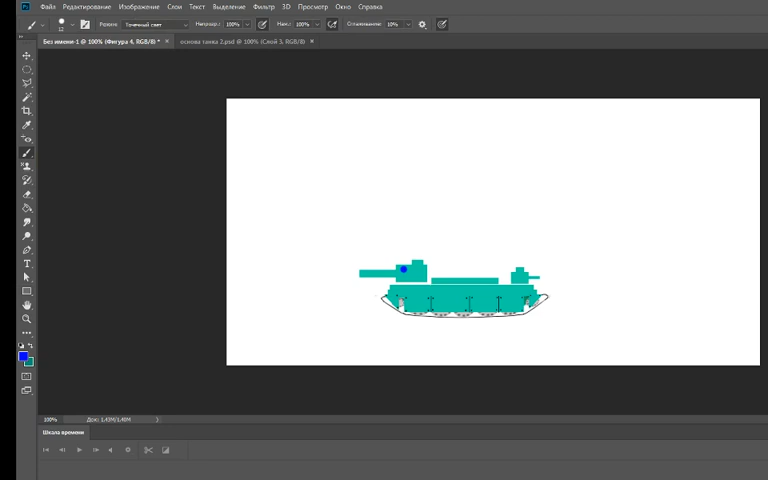 Ps Файл Редактирование Изображение Слои Текст Выделение Фильтр 3D Просмотр Окно Справка
12 Режим: Точечный свет Непрозр.: 100% Наж.: 100% Сглаживание: 10%
Без имени-1 @ 100% (Фигура 4, RGB/8) * × основа танка 2.psd @ 100% (Слой 3, RGB/8) ×
T
100% Док: 1,43M/1,40M
Шкала времени